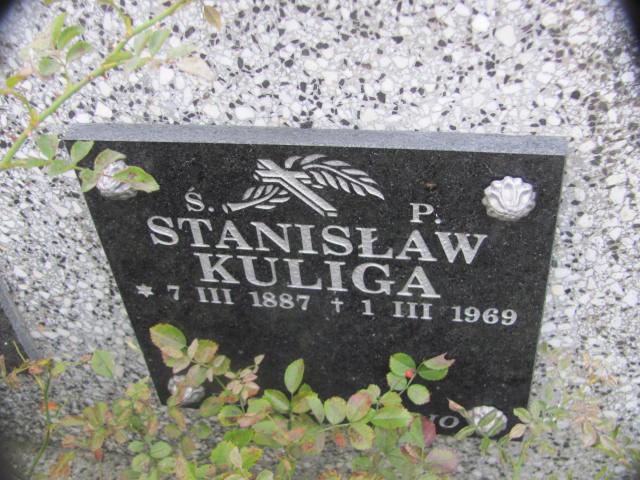 Ś. P.
STANISŁAW
KULIGA
* 7 III 1887 † 1 III 1969